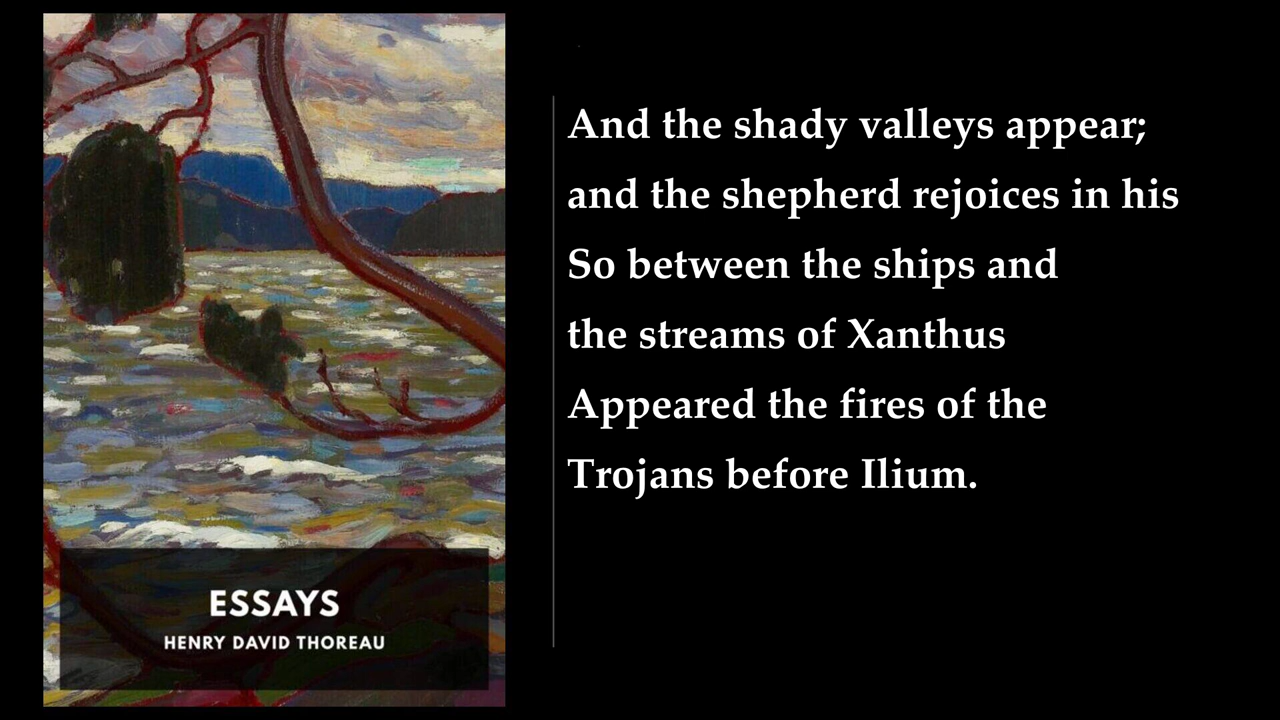 ESSAYS
HENRY DAVID THOREAU
And the shady valleys appear;
and the shepherd rejoices in his
So between the ships and
the streams of Xanthus
Appeared the fires of the
Trojans before Ilium.